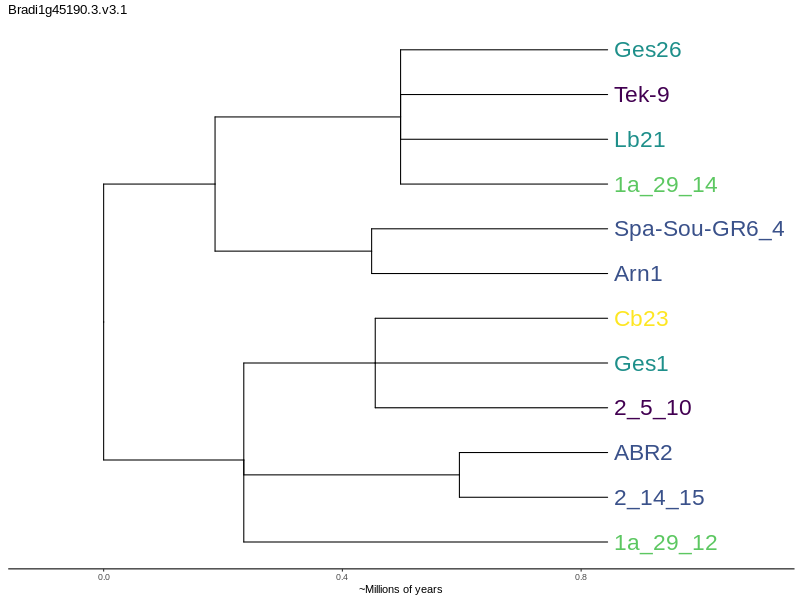 Bradi1g45190.3.v3.1
Ges26
Tek-9
Lb21
1a_29_14
Spa-Sou-GR6_4
Arn1
Cb23
Ges1
2_5_10
ABR2
2_14_15
1a_29_12
0.0 0.4 0.8
~Millions of years